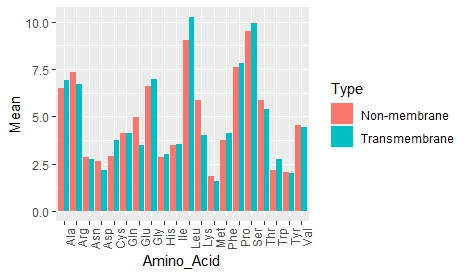 10.0
7.5
5.0
2.5
0.0
Mean
Ala
Arg
Asn
Asp
Cys
Gln
Glu
Gly
His
Ile
Leu
Lys
Met
Phe
Pro
Ser
Thr
Trp
Tyr
Val
Amino_Acid
Type
Non-membrane
Transmembrane